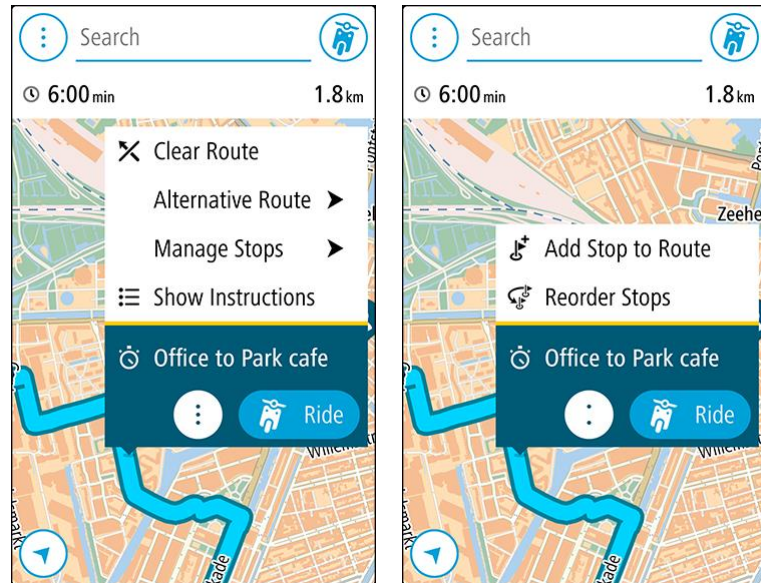 Search
6:00 min
1.8 km
Clear Route
Alternative Route
Manage Stops
Show Instructions
Office to Park cafe
Ride
Search
6:00 min
1.8 km
Zeehe
Add Stop to Route
Reorder Stops
Office to Park cafe
Ride